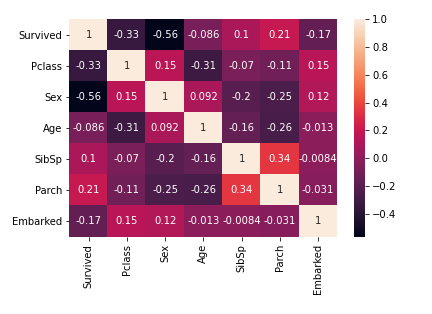 Survived 1 -0.33 -0.56 -0.086 0.1 0.21 -0.17
Pclass -0.33 1 0.15 -0.31 -0.07 -0.11 0.15
Sex -0.56 0.15 1 0.092 -0.2 -0.25 0.12
Age -0.086 -0.31 0.092 1 -0.16 -0.26 -0.013
SibSp 0.1 -0.07 -0.2 -0.16 1 0.34 -0.0084
Parch 0.21 -0.11 -0.25 -0.26 0.34 1 -0.031
Embarked -0.17 0.15 0.12 -0.013 -0.0084 -0.031 1
Survived Pclass Sex Age SibSp Parch Embarked
1.0
0.8
0.6
0.4
0.2
0.0
−0.2
−0.4